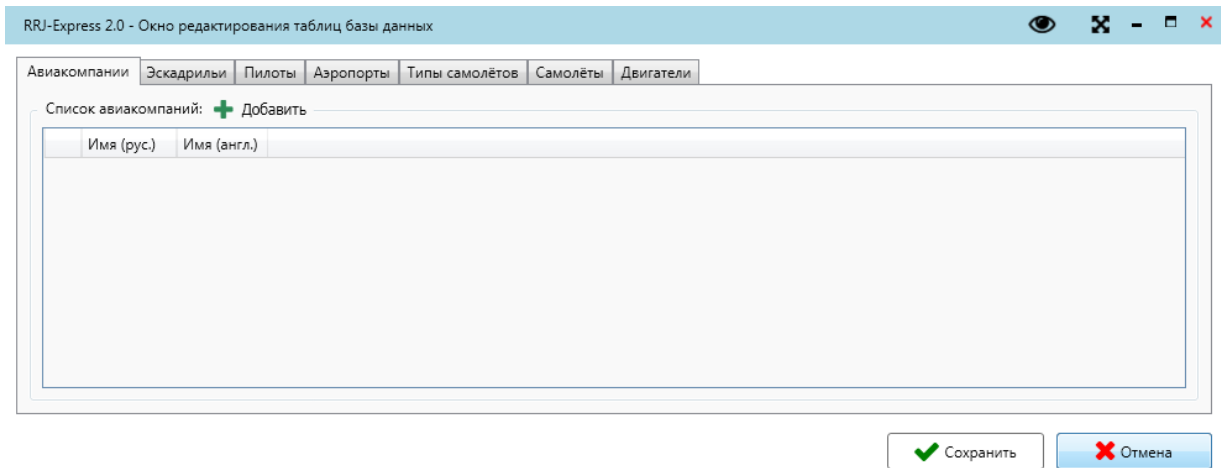 RRJ-Express 2.0 - Окно редактирования таблиц базы данных
Авиакомпании Эскадрильи Пилоты Аэропорты Типы самолётов Самолёты Двигатели
Список авиакомпаний: Добавить
Имя (рус.) Имя (англ.)
Сохранить Отмена